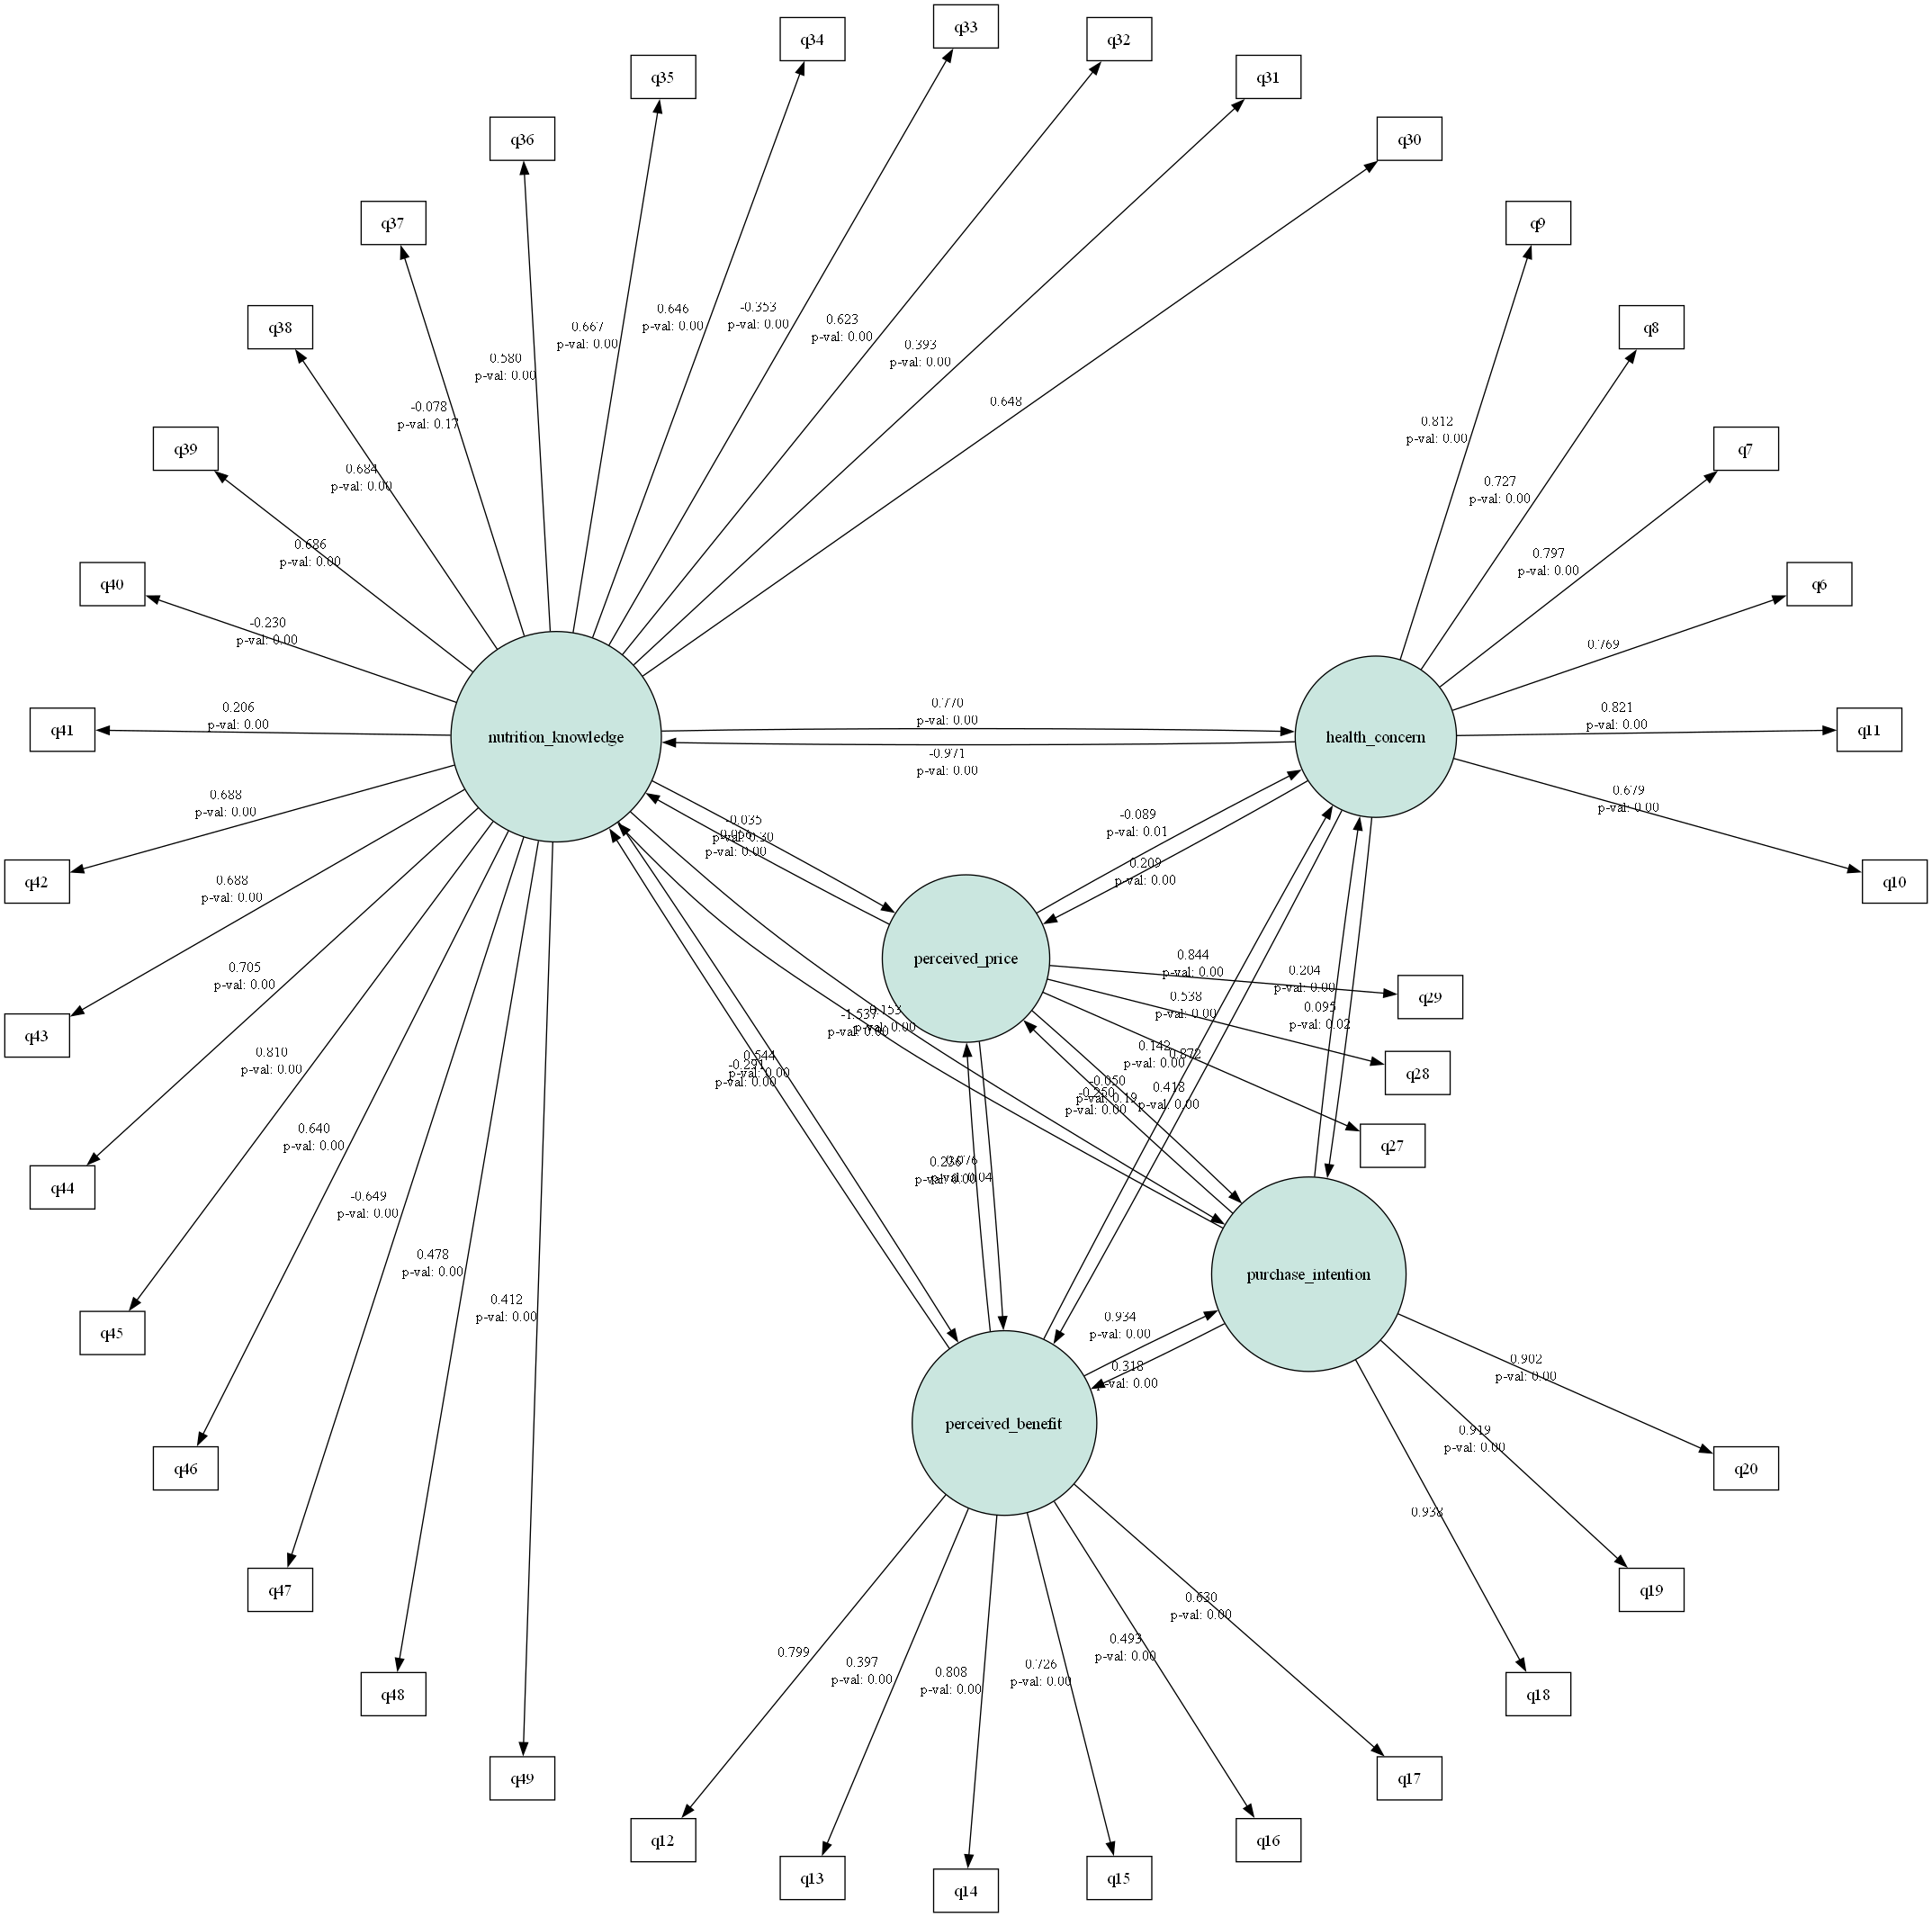 q33
q34
q32
q35
q31
q36
q30
q37
q9
q38
q8
q39
q7
q40
q6
q41
q11
q42
q10
q43
q44
q45
q46
q47
q48
q49
q29
q28
q27
q20
q19
q18
q17
q16
q15
q14
q13
q12
nutrition_knowledge
health_concern
perceived_price
purchase_intention
perceived_benefit
0.667
p-val: 0.00
0.646
p-val: 0.00
-0.353
p-val: 0.00
0.623
p-val: 0.00
0.393
p-val: 0.00
0.648
0.580
p-val: 0.00
-0.078
p-val: 0.17
0.684
p-val: 0.00
0.686
p-val: 0.00
-0.230
p-val: 0.00
0.206
p-val: 0.00
0.688
p-val: 0.00
0.688
p-val: 0.00
0.705
p-val: 0.00
0.810
p-val: 0.00
0.640
p-val: 0.00
-0.649
p-val: 0.00
0.478
p-val: 0.00
0.412
p-val: 0.00
0.812
p-val: 0.00
0.727
p-val: 0.00
0.797
p-val: 0.00
0.769
0.821
p-val: 0.00
0.679
p-val: 0.00
0.770
p-val: 0.00
-0.971
p-val: 0.00
-0.035
p-val: 0.30
p-val: 0.00
-0.089
p-val: 0.01
0.209
p-val: 0.00
0.844
p-val: 0.00
0.538
p-val: 0.00
0.142
p-val: 0.00
0.204
p-val: 0.00
0.095
p-val: 0.02
0.872
0.418
p-val: 0.00
-0.050
p-val: 0.19
-0.250
p-val: 0.00
-1.537
p-val: 0.00
p-val: 0.00
0.544
p-val: 0.00
-0.291
p-val: 0.00
p-val: 0.04
0.934
p-val: 0.00
0.318
p-val: 0.00
0.902
p-val: 0.00
0.919
p-val: 0.00
0.938
0.630
p-val: 0.00
0.493
p-val: 0.00
0.726
p-val: 0.00
0.808
p-val: 0.00
0.397
p-val: 0.00
0.799